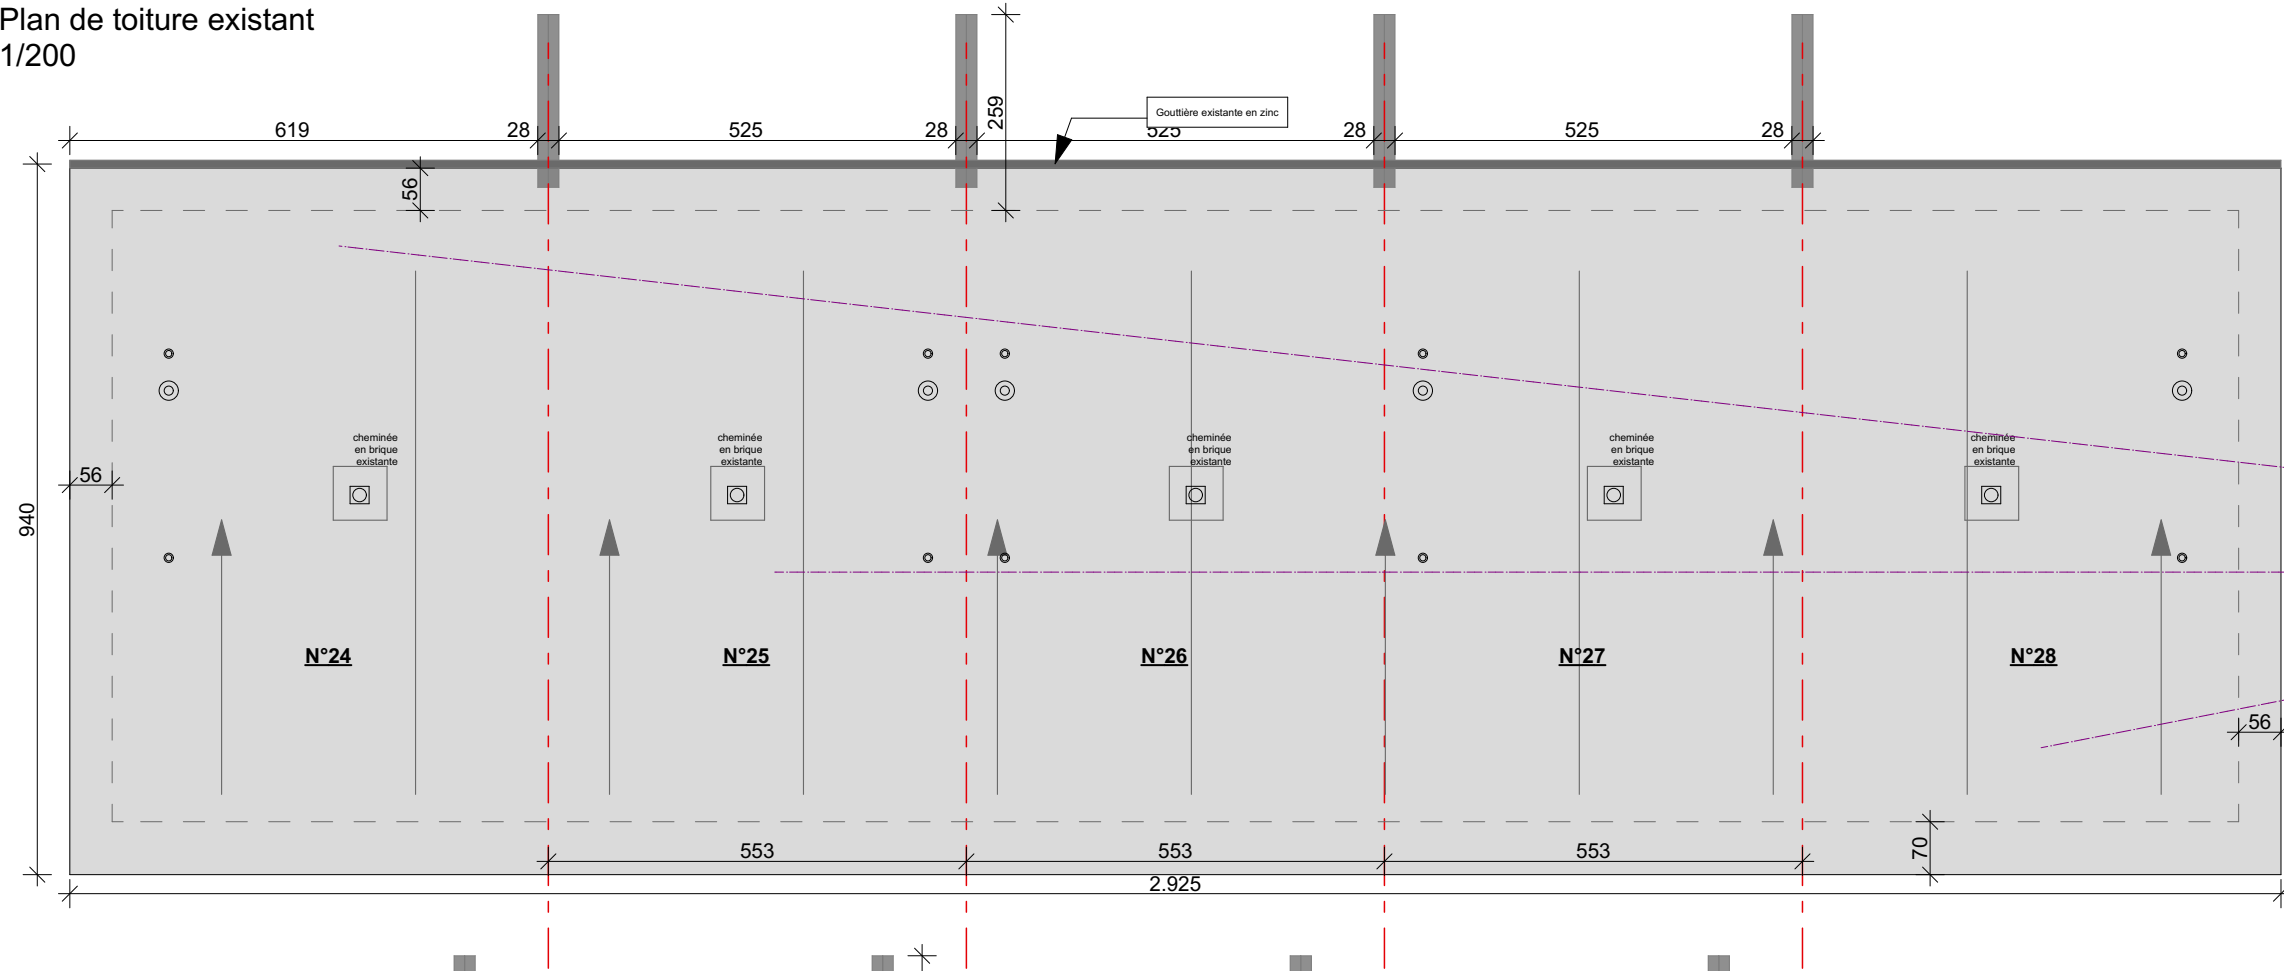 Plan de toiture existant
1/200
259
Gouttière existante en zinc
619
28
525
28
525
28
525
28
56
cheminée
en brique
existante
cheminée
en brique
existante
cheminée
en brique
existante
cheminée
en brique
existante
cheminée
en brique
existante
56
940
N°24
N°25
N°26
N°27
N°28
56
553
553
553
70
2.925